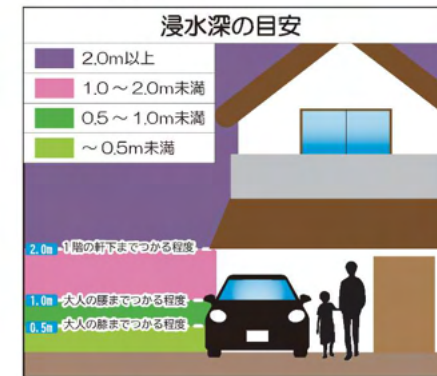 浸水深の目安
2.0m以上
1.0～2.0m未満
0.5～1.0m未満
～0.5m未満
2.0m 1階の軒下までつかる程度
1.0m 大人の腰までつかる程度
0.5m 大人の膝までつかる程度